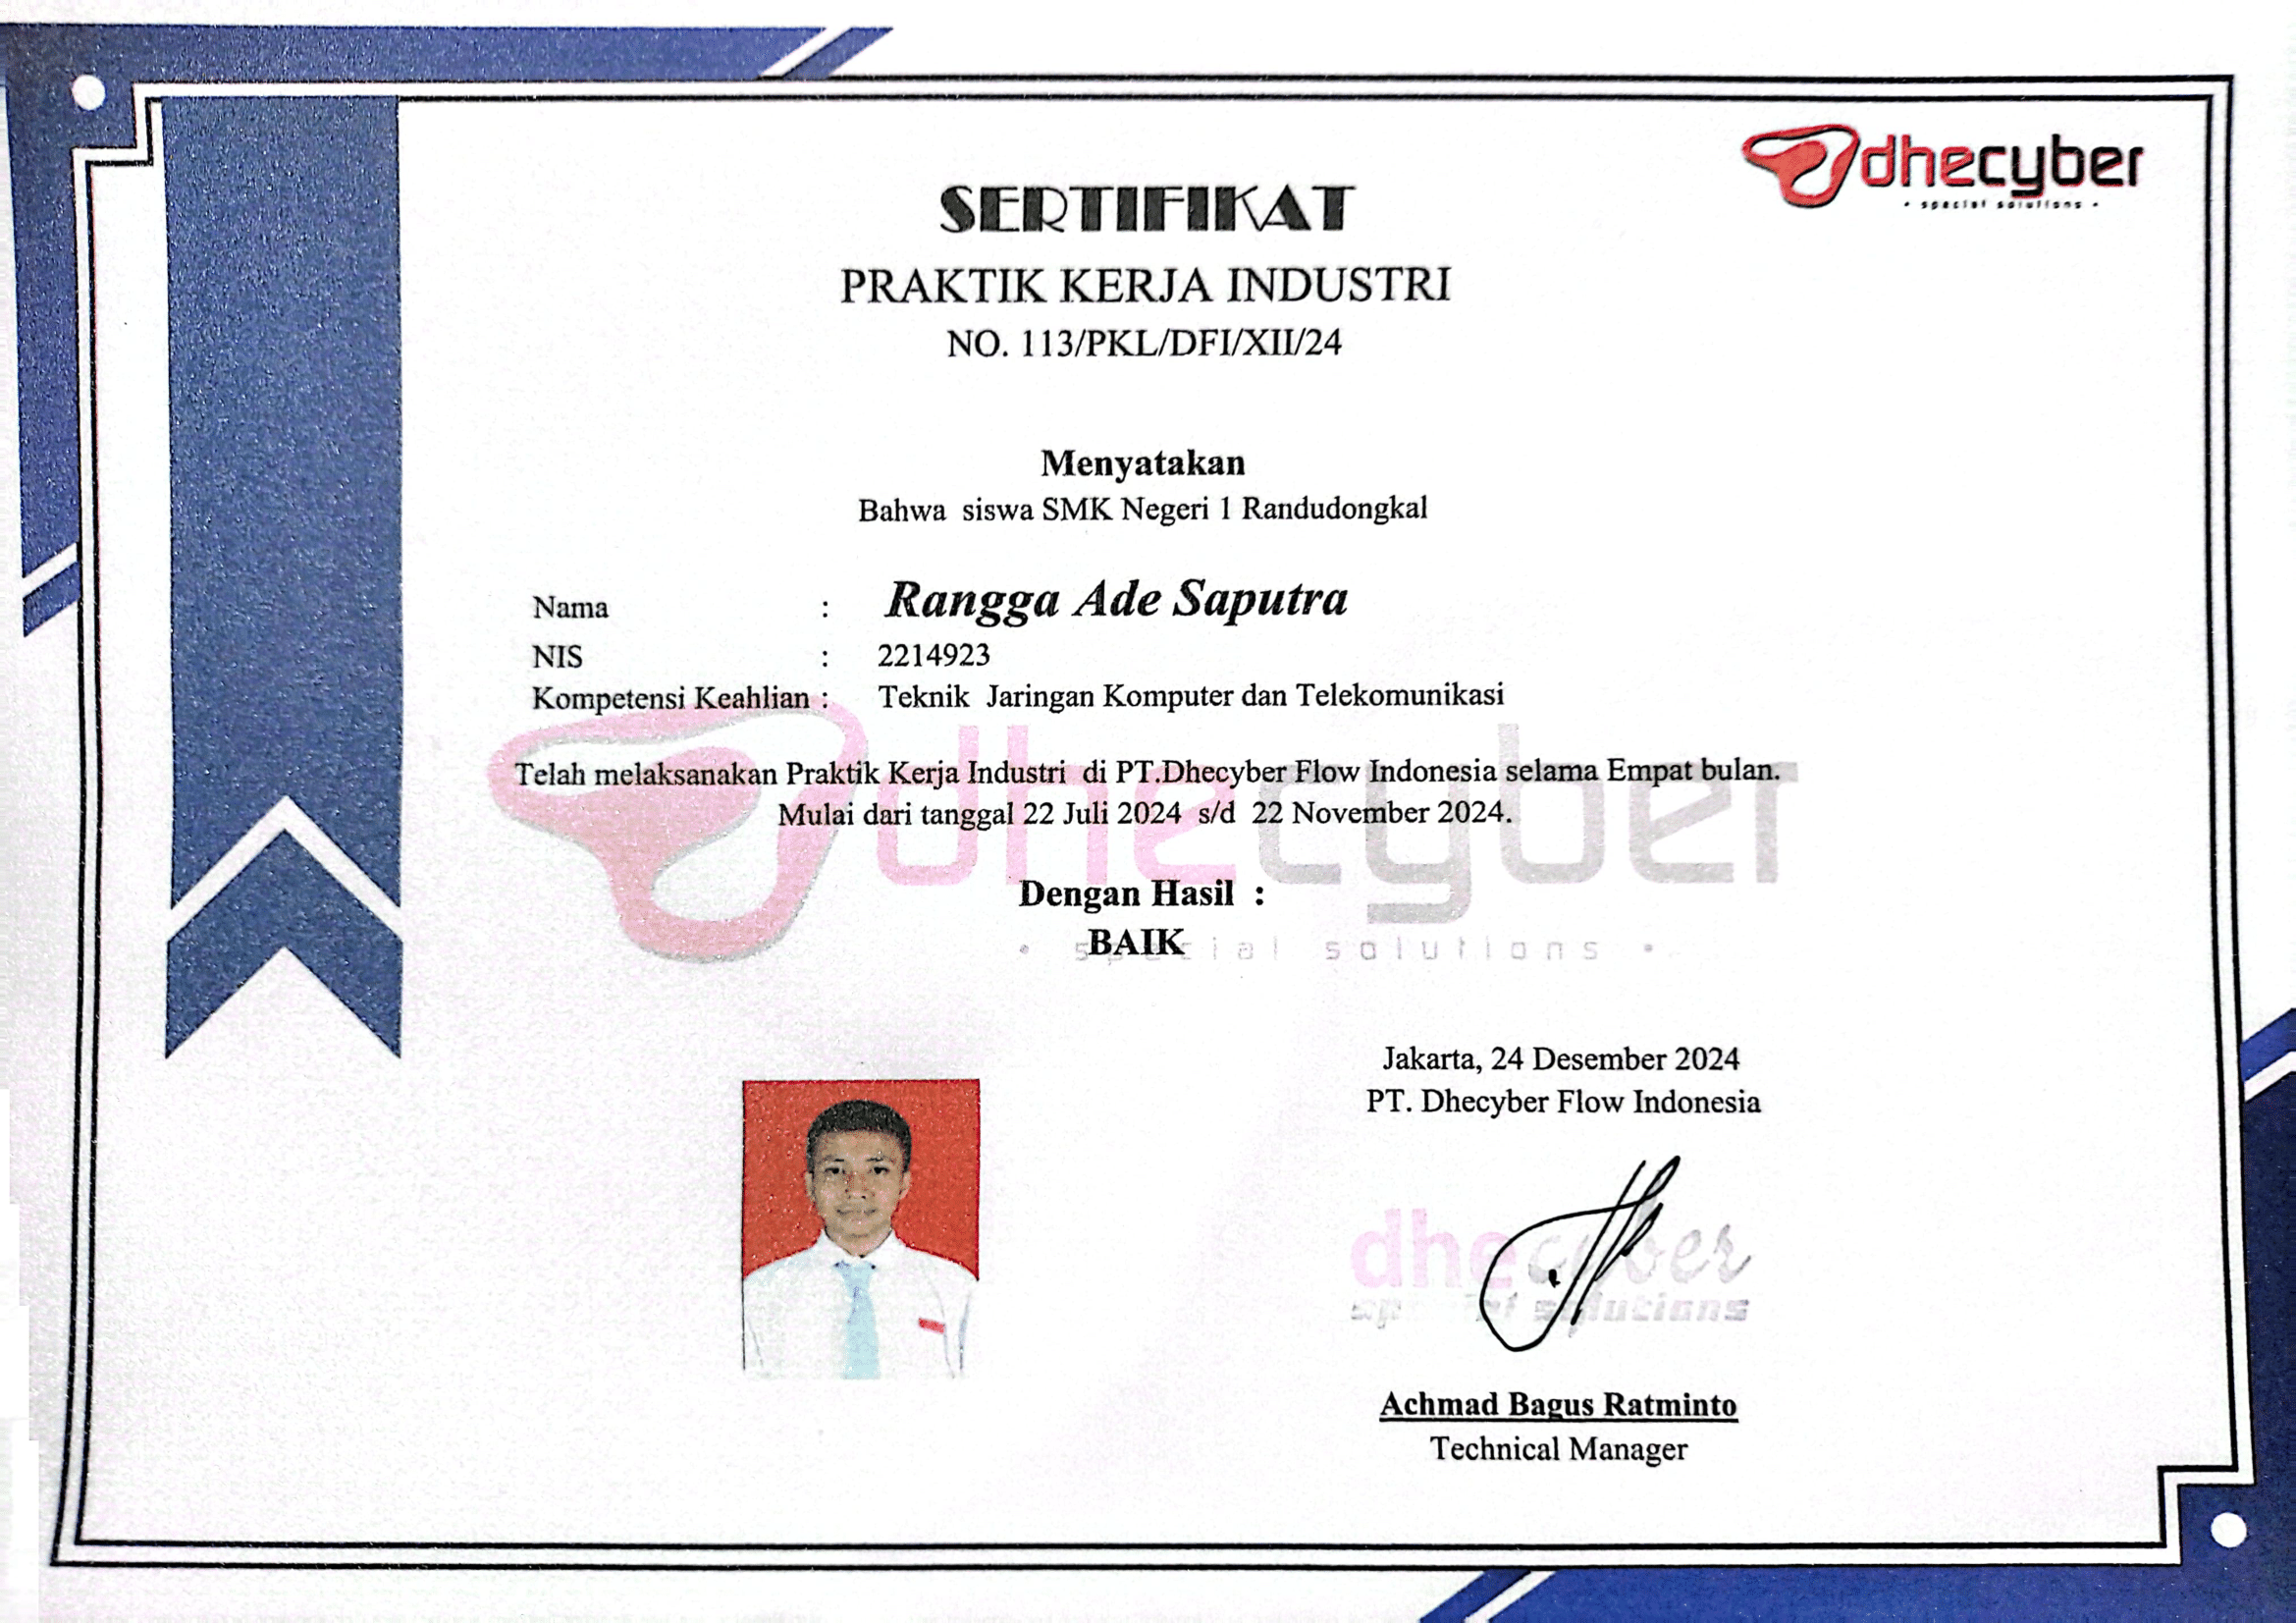 dhecyber
• special solutions •
SERTIFIKAT
PRAKTIK KERJA INDUSTRI
NO. 113/PKL/DFI/XII/24
Menyatakan
Bahwa siswa SMK Negeri 1 Randudongkal
Nama : Rangga Ade Saputra
NIS : 2214923
Kompetensi Keahlian : Teknik Jaringan Komputer dan Telekomunikasi
Telah melaksanakan Praktik Kerja Industri di PT.Dhecyber Flow Indonesia selama Empat bulan.
Mulai dari tanggal 22 Juli 2024 s/d 22 November 2024.
dhecyber
Dengan Hasil :
BAIK
• special solutions •
Jakarta, 24 Desember 2024
PT. Dhecyber Flow Indonesia
dhecyber
special solutions
Achmad Bagus Ratminto
Technical Manager